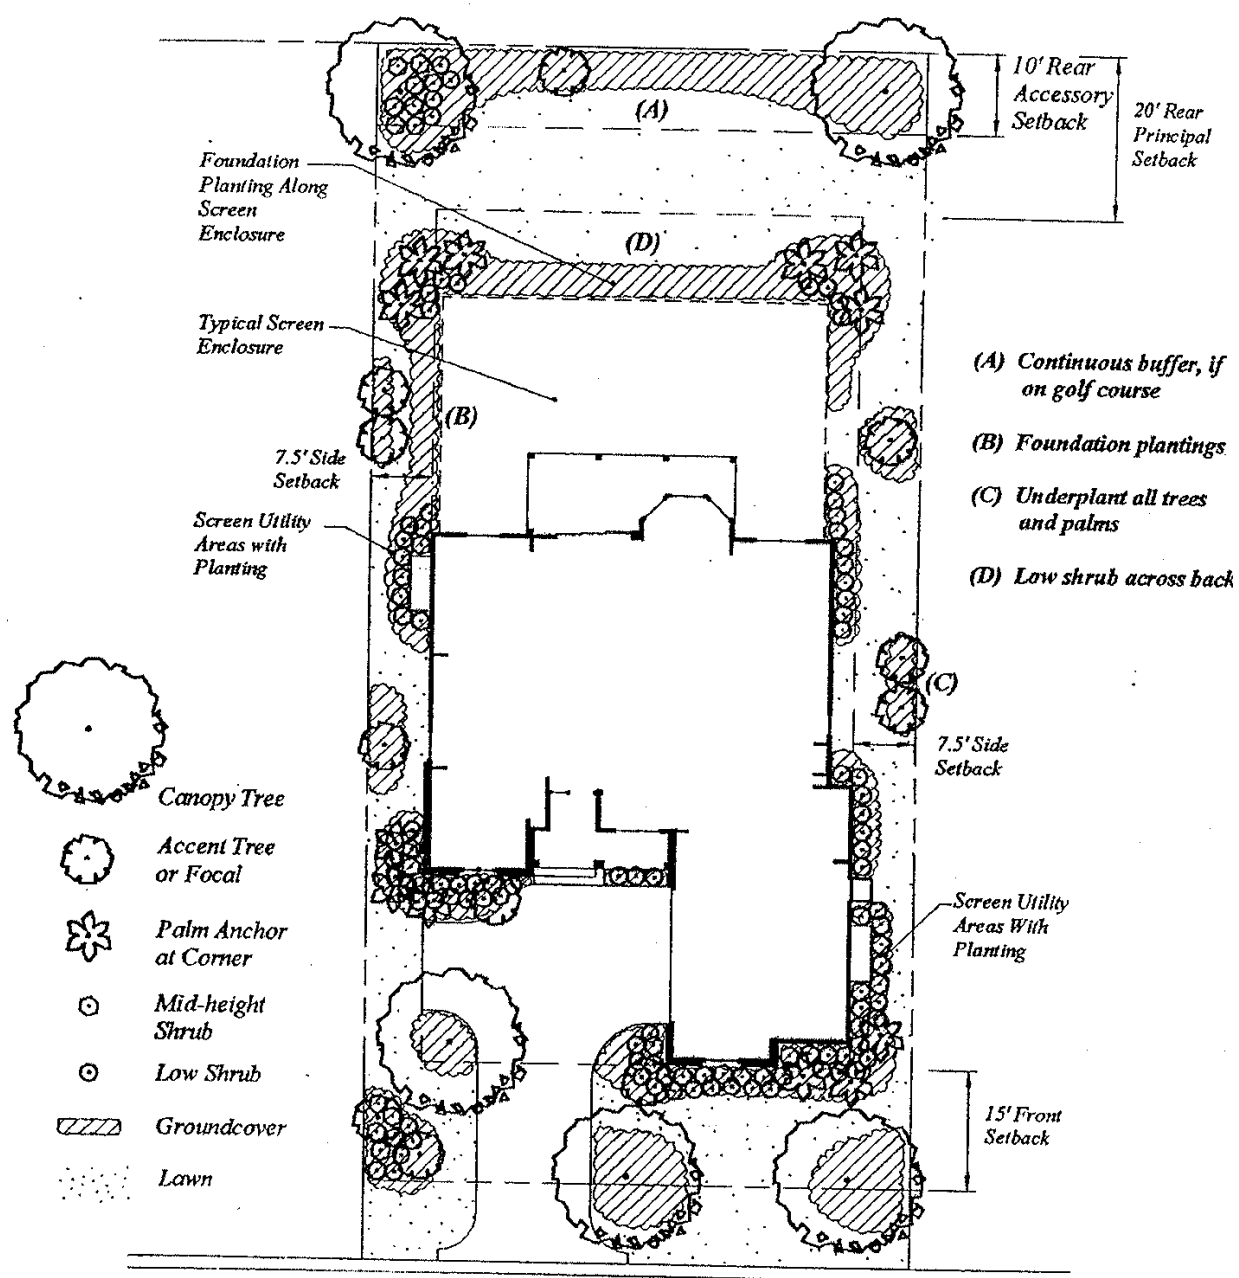 10' Rear
Accessory
Setback
20' Rear
Principal
Setback
(A)
Foundation
Planting Along
Screen
Enclosure
(D)
Typical Screen
Enclosure
(A) Continuous buffer, if
on golf course
(B)
(B) Foundation plantings
7.5' Side
Setback
(C) Underplant all trees
and palms
Screen Utility
Areas with
Planting
(D) Low shrub across back
(C)
7.5' Side
Setback
Canopy Tree
Accent Tree
or Focal
Palm Anchor
at Corner
Screen Utility
Areas With
Planting
Mid-height
Shrub
Low Shrub
Groundcover
15' Front
Setback
Lawn